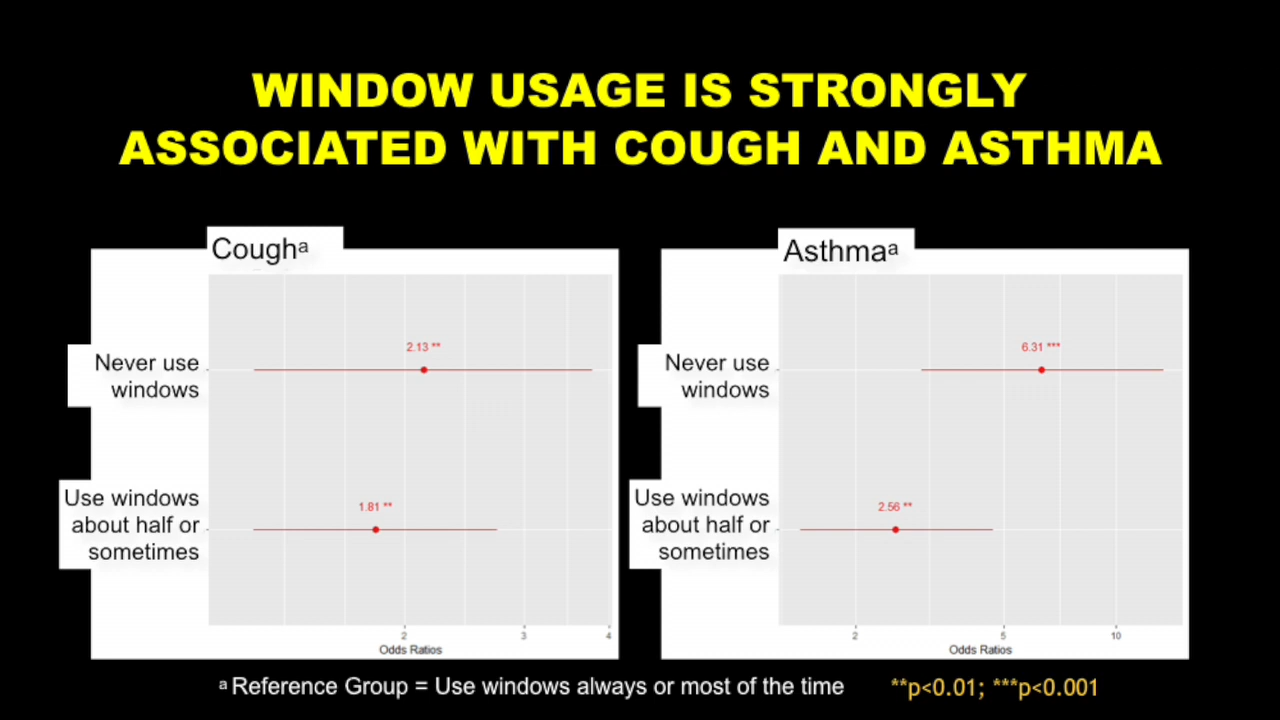 WINDOW USAGE IS STRONGLY
ASSOCIATED WITH COUGH AND ASTHMA
Coughᵃ
Never use
windows
2.13 **
Use windows
about half or
sometimes
1.81 **
2 3 4
Odds Ratios
Asthmaᵃ
Never use
windows
6.31 ***
Use windows
about half or
sometimes
2.56 **
2 5 10
Odds Ratios
ᵃ Reference Group = Use windows always or most of the time
**p<0.01; ***p<0.001